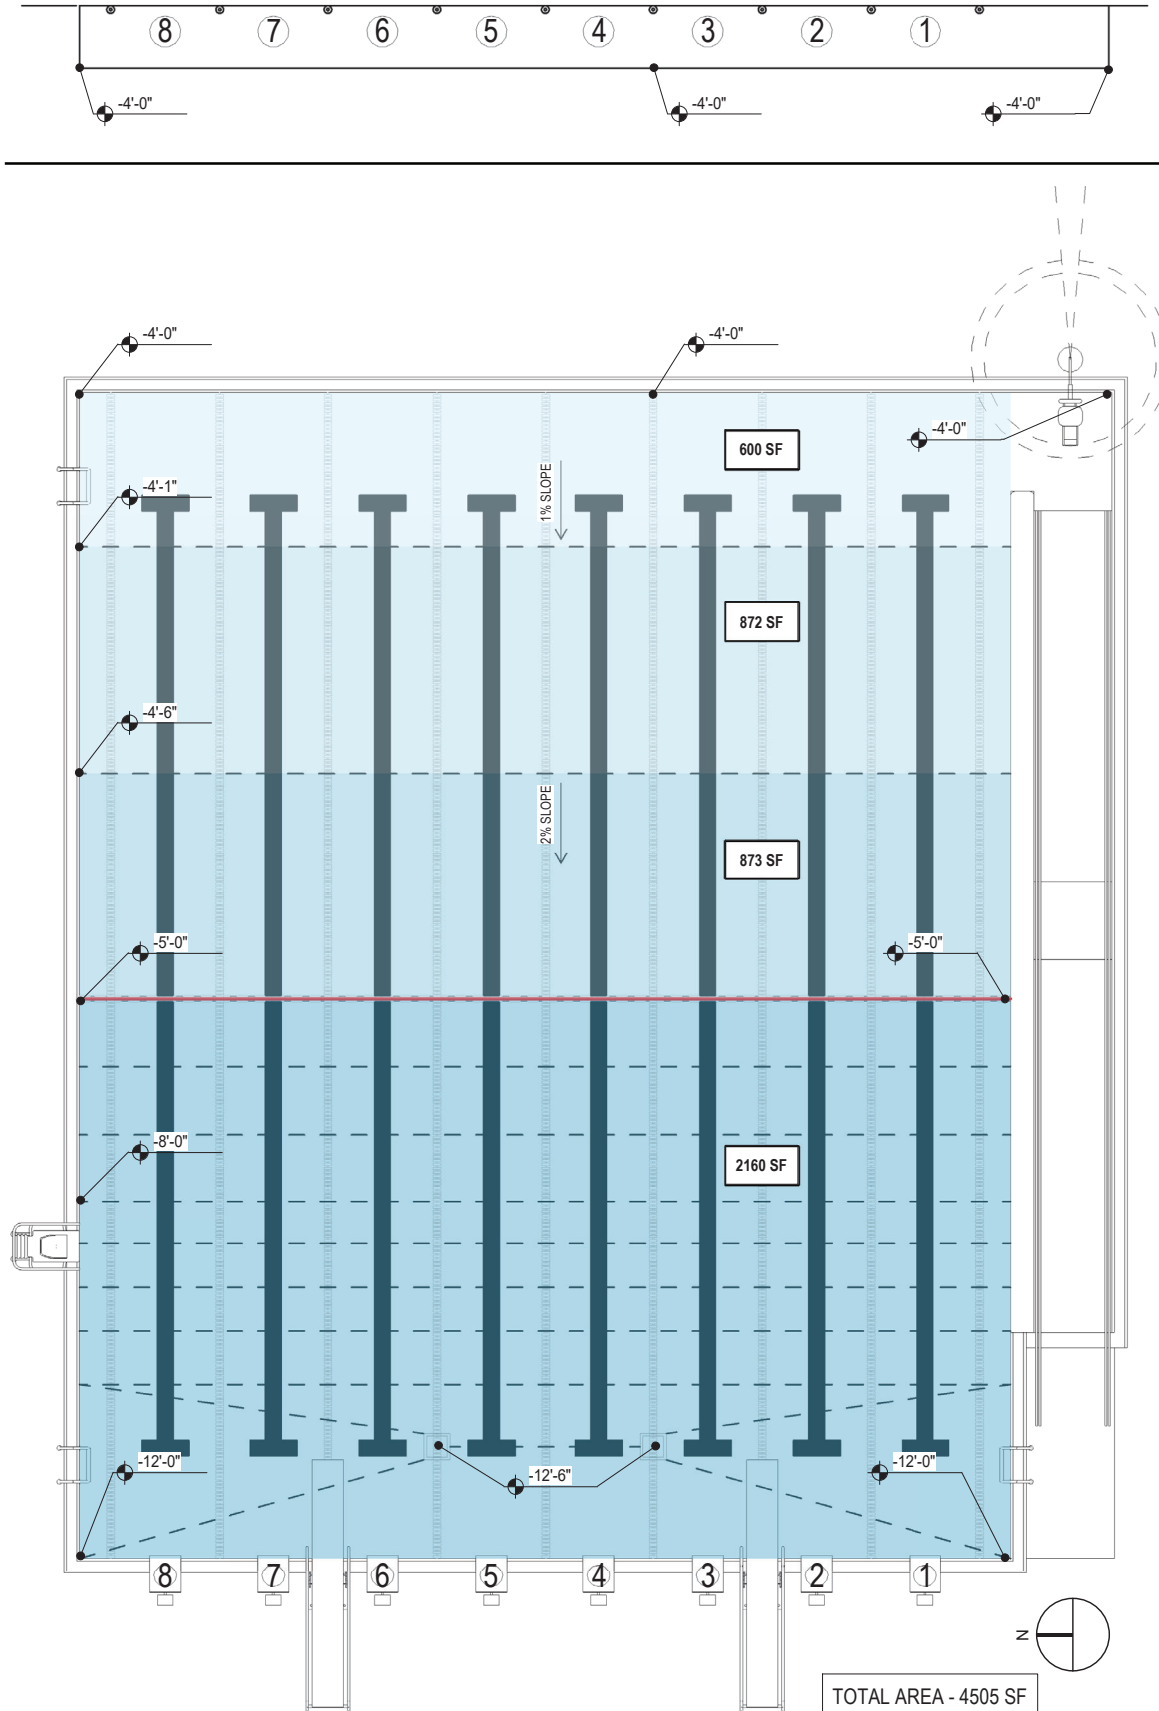 8 7 6 5 4 3 2 1
-4'-0" -4'-0" -4'-0"
-4'-0" -4'-0"
-4'-0"
600 SF
1% SLOPE
-4'-1"
872 SF
-4'-6"
2% SLOPE
873 SF
-5'-0" -5'-0"
-8'-0"
2160 SF
-12'-0" -12'-6" -12'-0"
8 7 6 5 4 3 2 1
N
TOTAL AREA - 4505 SF